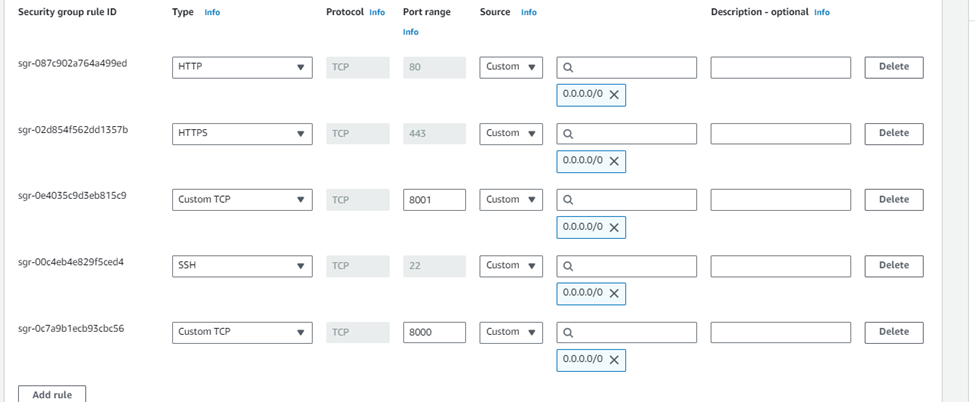 Security group rule ID Type Info Protocol Info Port range Source Info Description - optional Info
Info
sgr-087c902a764a499ed HTTP TCP 80 Custom Delete
0.0.0.0/0
sgr-02d854f562dd1357b HTTPS TCP 443 Custom Delete
0.0.0.0/0
sgr-0e4035c9d3eb815c9 Custom TCP TCP 8001 Custom Delete
0.0.0.0/0
sgr-00c4eb4e829f5ced4 SSH TCP 22 Custom Delete
0.0.0.0/0
sgr-0c7a9b1ecb93cbc56 Custom TCP TCP 8000 Custom Delete
0.0.0.0/0
Add rule